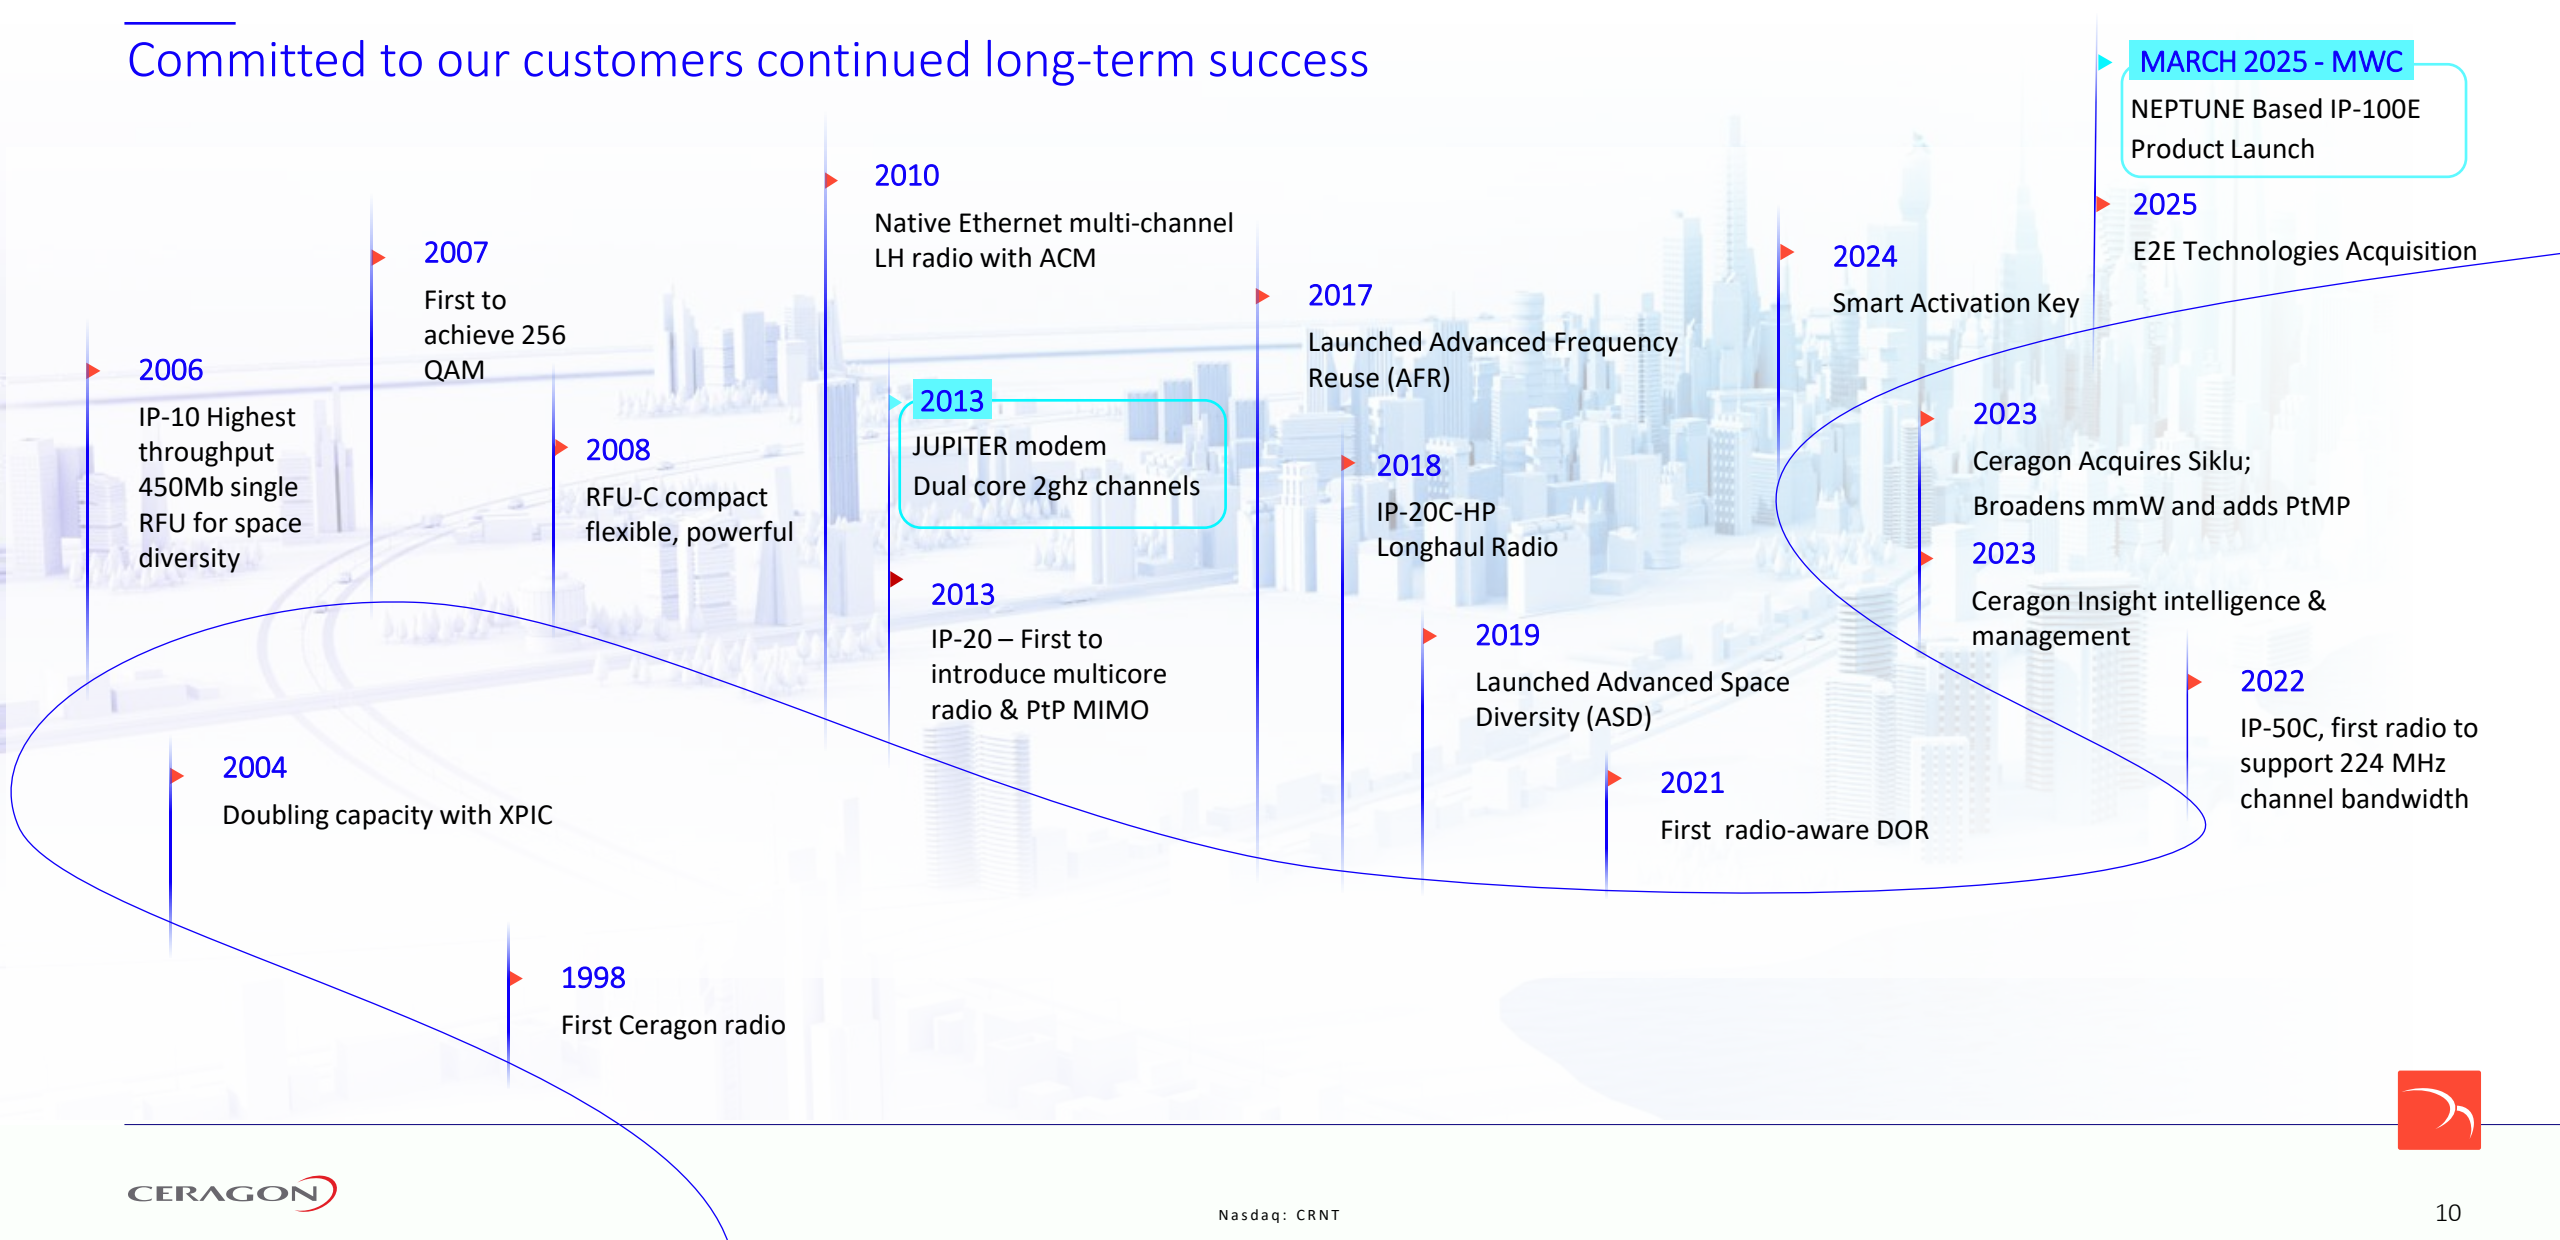 Committed to our customers continued long-term success
MARCH 2025 - MWC
NEPTUNE Based IP-100E
Product Launch
2025
E2E Technologies Acquisition
2010
Native Ethernet multi-channel
LH radio with ACM
2007
First to
achieve 256
QAM
2017
Launched Advanced Frequency
Reuse (AFR)
2024
Smart Activation Key
2006
IP-10 Highest
throughput
450Mb single
RFU for space
diversity
2008
RFU-C compact
flexible, powerful
2013
JUPITER modem
Dual core 2ghz channels
2018
IP-20C-HP
Longhaul Radio
2023
Ceragon Acquires Siklu;
Broadens mmW and adds PtMP
2023
Ceragon Insight intelligence &
management
2013
IP-20 – First to
introduce multicore
radio & PtP MIMO
2019
Launched Advanced Space
Diversity (ASD)
2022
IP-50C, first radio to
support 224 MHz
channel bandwidth
2004
Doubling capacity with XPIC
2021
First  radio-aware DOR
1998
First Ceragon radio
CERAGON
Nasdaq: CRNT
10